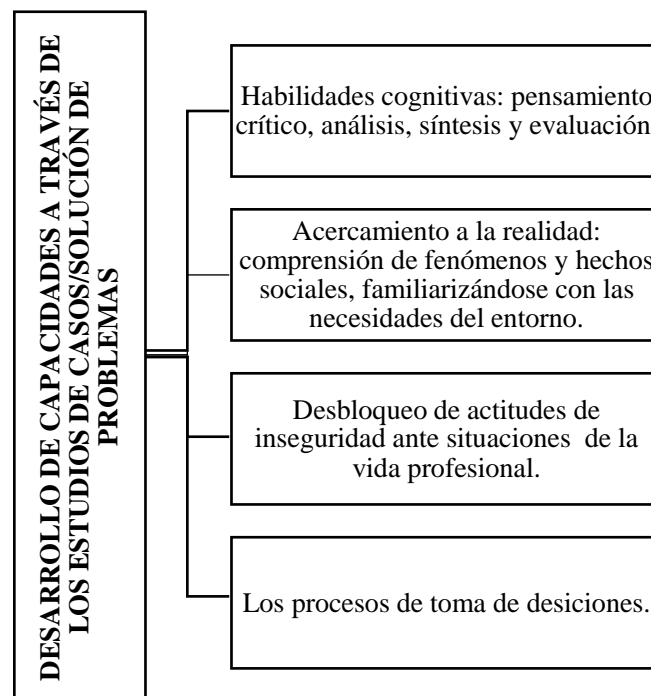 DESARROLLO DE CAPACIDADES A TRAVÉS DE
LOS ESTUDIOS DE CASOS/SOLUCIÓN DE
PROBLEMAS
Habilidades cognitivas: pensamiento
crítico, análisis, síntesis y evaluación
Acercamiento a la realidad:
comprensión de fenómenos y hechos
sociales, familiarizándose con las
necesidades del entorno.
Desbloqueo de actitudes de
inseguridad ante situaciones de la
vida profesional.
Los procesos de toma de desiciones.